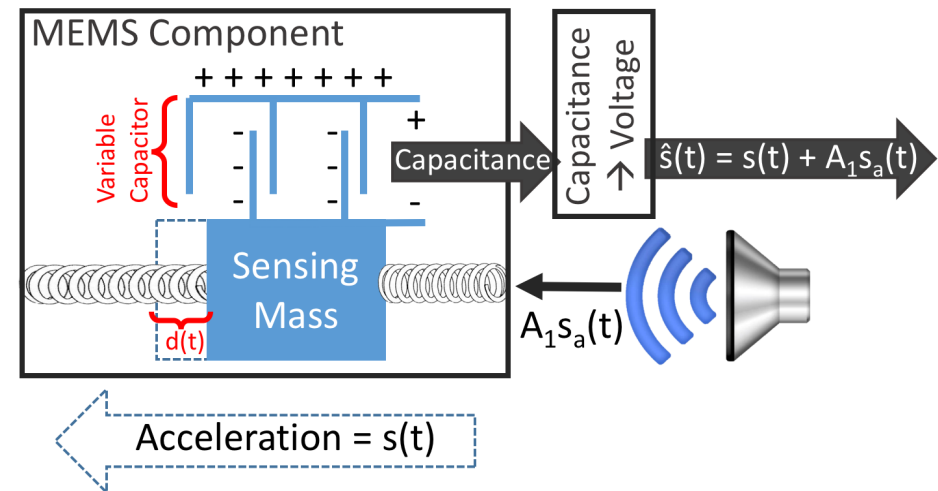 MEMS Component
+ + + + + + +
Variable
Capacitor
- -
- -
- -
+
-
Capacitance
Capacitance
→ Voltage
ŝ(t) = s(t) + A₁sₐ(t)
Sensing
Mass
d(t)
A₁sₐ(t)
Acceleration = s(t)